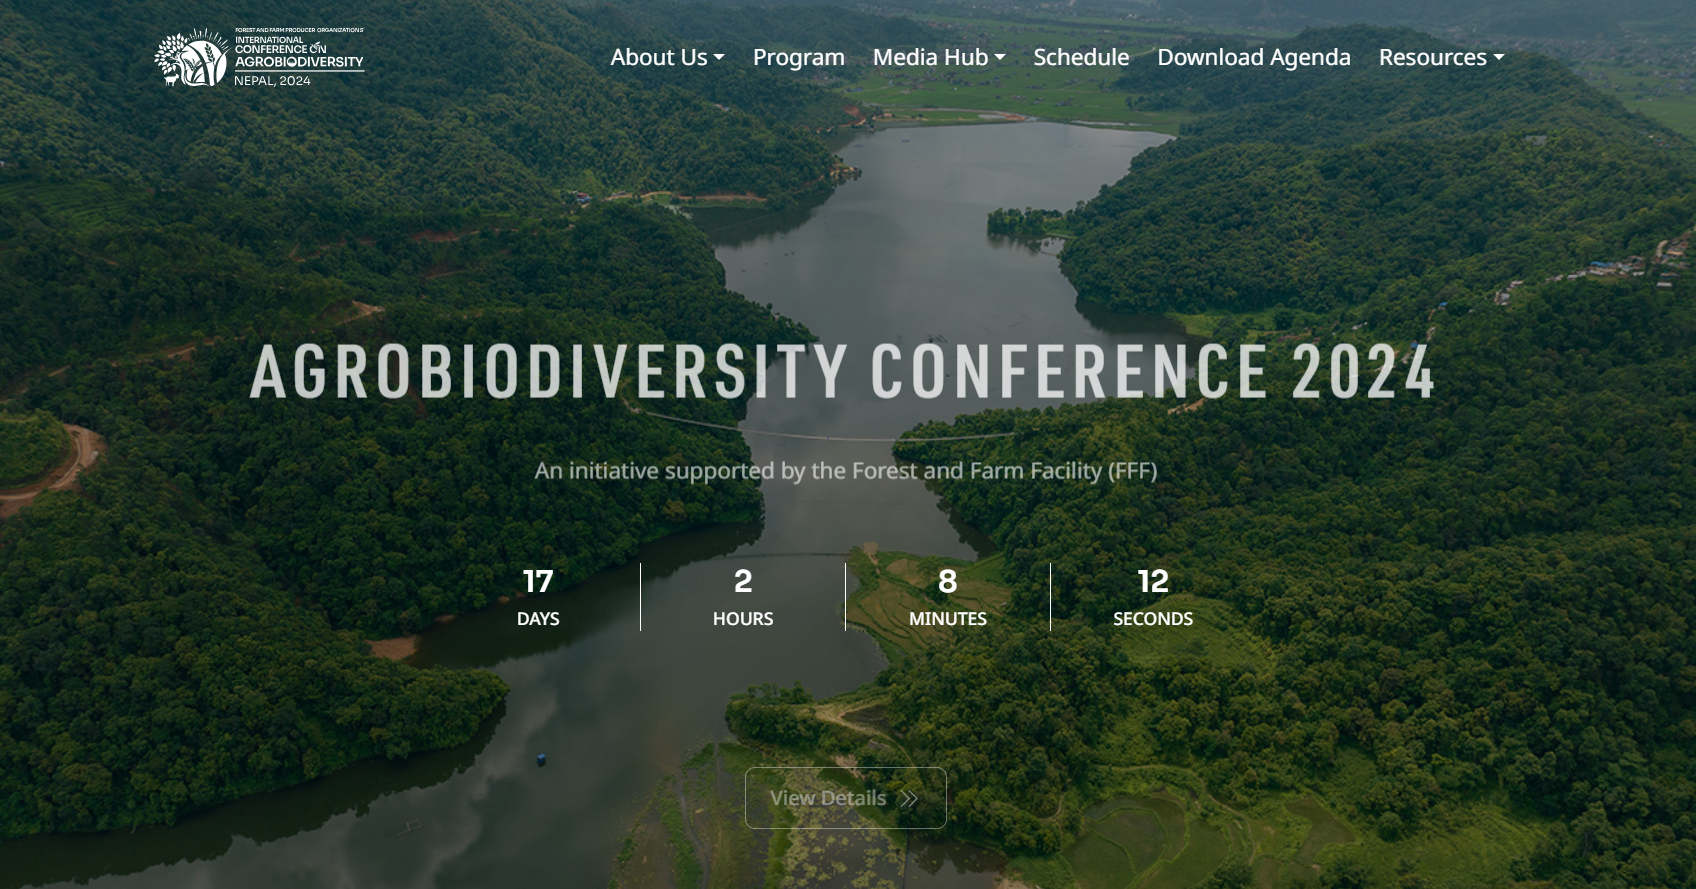 FOREST AND FARM PRODUCER ORGANIZATIONS'
INTERNATIONAL
CONFERENCE ON
AGROBIODIVERSITY
NEPAL, 2024
About Us
Program
Media Hub
Schedule
Download Agenda
Resources
AGROBIODIVERSITY CONFERENCE 2024
An initiative supported by the Forest and Farm Facility (FFF)
17
DAYS
2
HOURS
8
MINUTES
12
SECONDS
View Details